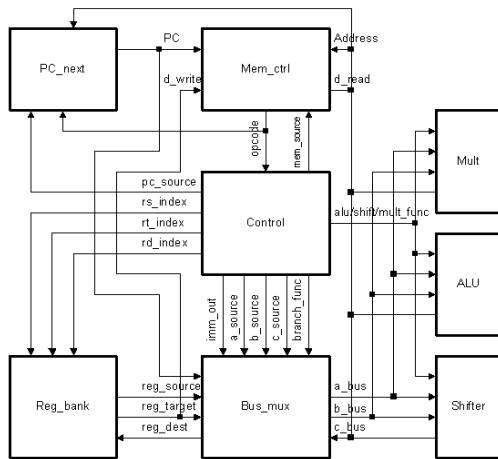 PC
Address
PC_next
Mem_ctrl
d_write
d_read
opcode
mem_source
Mult
pc_source
rs_index
rt_index
rd_index
Control
alu/shift/mult_func
ALU
imm_out
a_source
b_source
c_source
branch_func
reg_source
reg_target
reg_dest
Reg_bank
Bus_mux
a_bus
b_bus
c_bus
Shifter